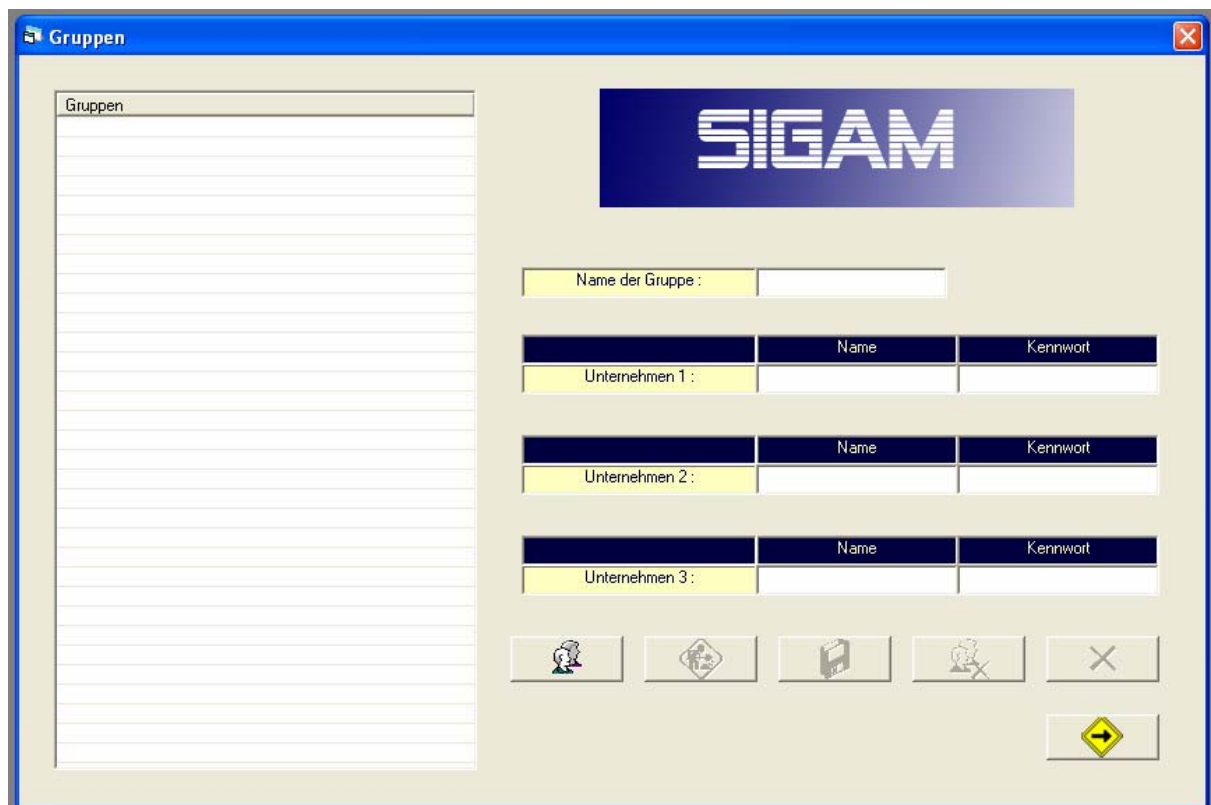 Gruppen
Gruppen
SIGAM
Name der Gruppe :
Name Kennwort
Unternehmen 1 :
Name Kennwort
Unternehmen 2 :
Name Kennwort
Unternehmen 3 :